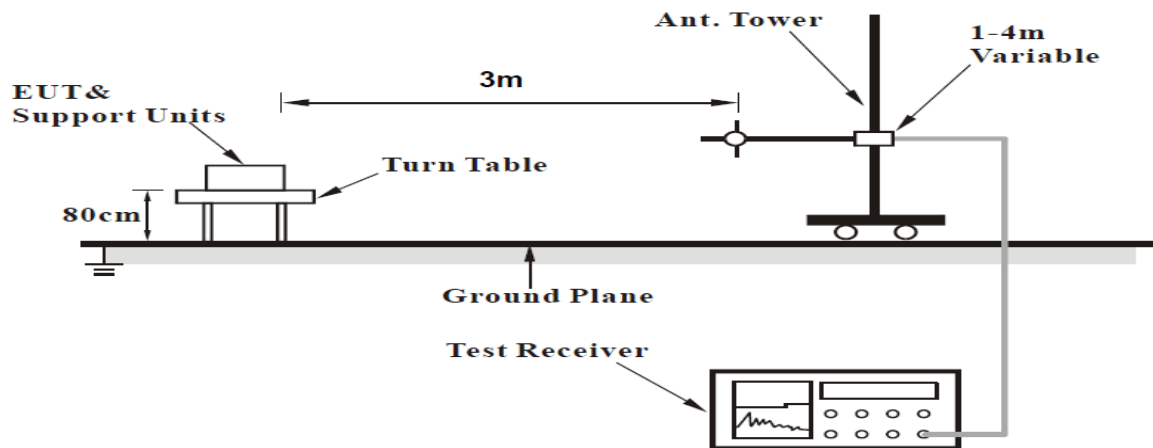 Ant. Tower
1-4m
Variable
3m
EUT&
Support Units
Turn Table
80cm
Ground Plane
Test Receiver